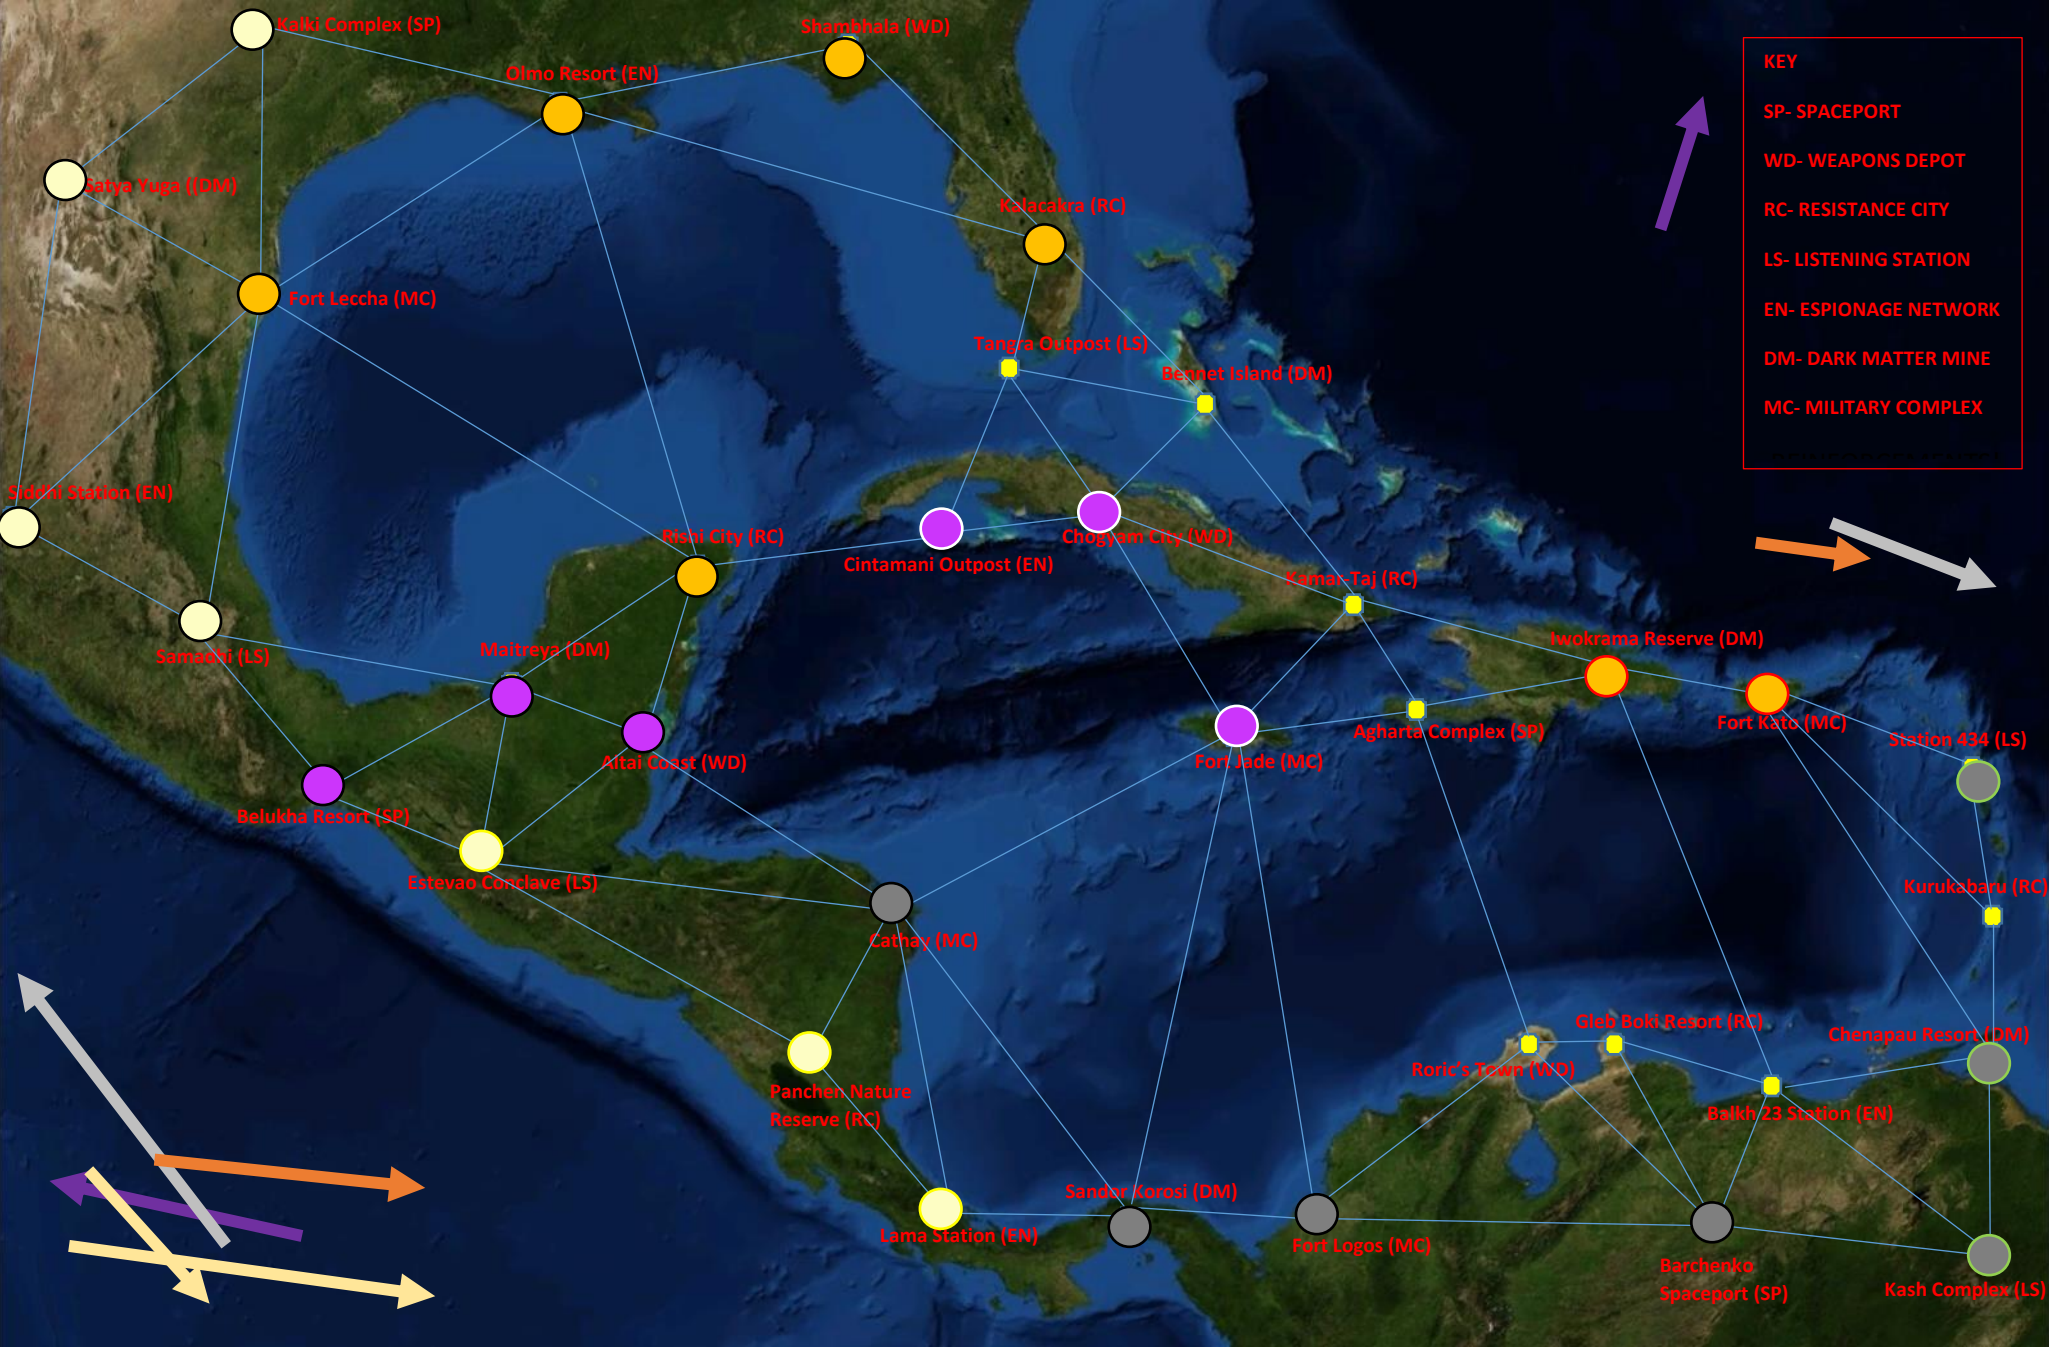 Kalki Complex (SP)
Shambhala (WD)
Olmo Resort (EN)
KEY
SP- SPACEPORT
WD- WEAPONS DEPOT
RC- RESISTANCE CITY
LS- LISTENING STATION
EN- ESPIONAGE NETWORK
DM- DARK MATTER MINE
MC- MILITARY COMPLEX
Satya Yuga ((DM)
Kalacakra (RC)
Fort Leccha (MC)
Tangra Outpost (LS)
Bennet Island (DM)
Siddhi Station (EN)
Rishi City (RC)
Chogyam City (WD)
Cintamani Outpost (EN)
Kamar-Taj (RC)
Iwokrama Reserve (DM)
Maitreya (DM)
Samadhi (LS)
Fort Kato (MC)
Agharta Complex (SP)
Station 434 (LS)
Altai Coast (WD)
Fort Jade (MC)
Belukha Resort (SP)
Estevao Conclave (LS)
Kurukabaru (RC)
Cathay (MC)
Gleb Boki Resort (RC)
Chenapau Resort (DM)
Roric's Town (WD)
Panchen Nature
Reserve (RC)
Balkh 23 Station (EN)
Sandor Korosi (DM)
Lama Station (EN)
Fort Logos (MC)
Barchenko
Spaceport (SP)
Kash Complex (LS)